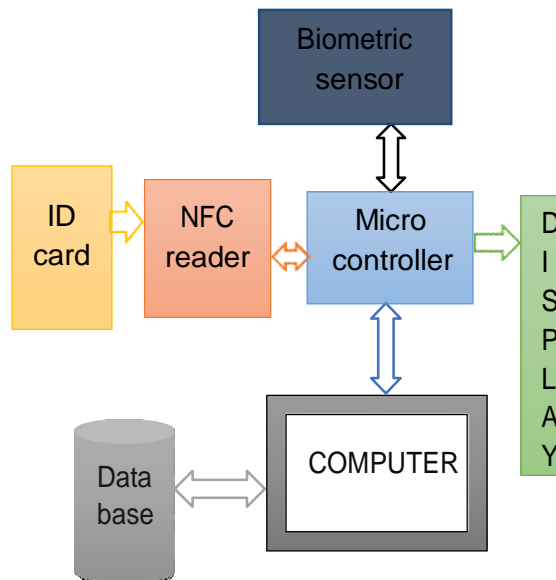 Biometric
sensor
ID
card
NFC
reader
Micro
controller
D
I
S
P
L
A
Y
COMPUTER
Data
base